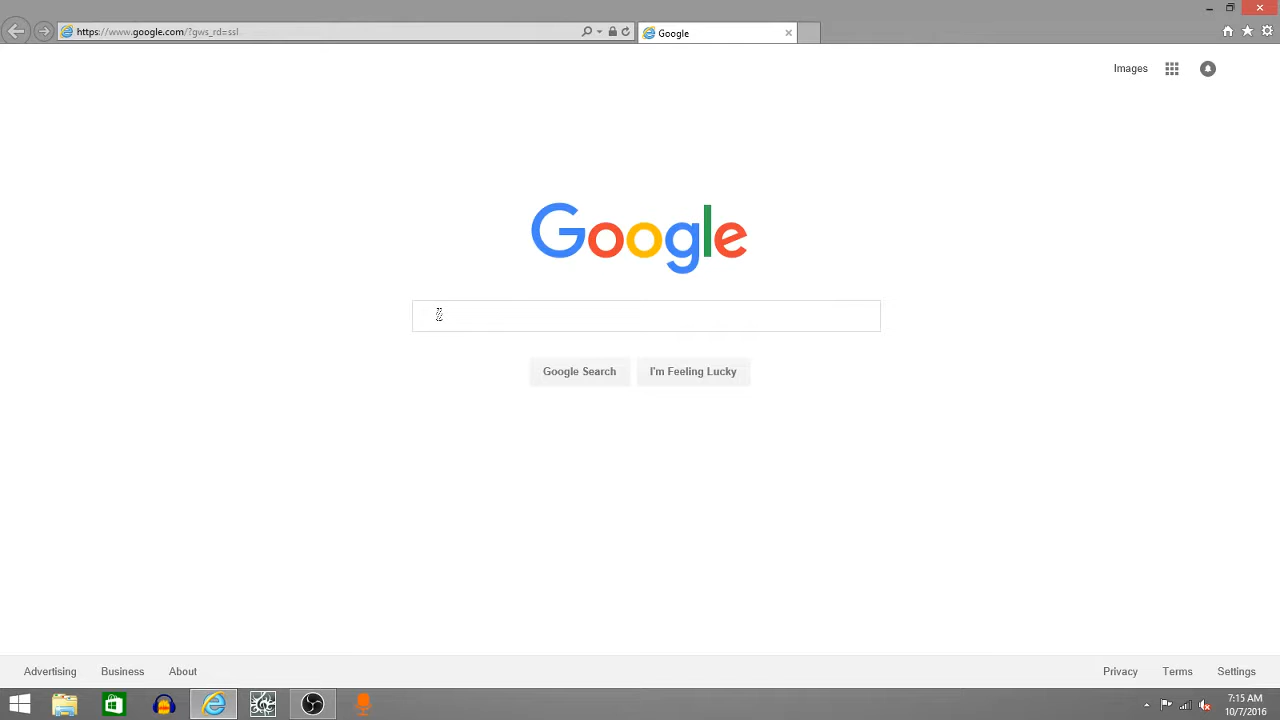 https://www.google.com/?gws_rd=ssl
Google
Images
Google
Google Search
I'm Feeling Lucky
Advertising
Business
About
Privacy
Terms
Settings
7:15 AM
10/7/2016